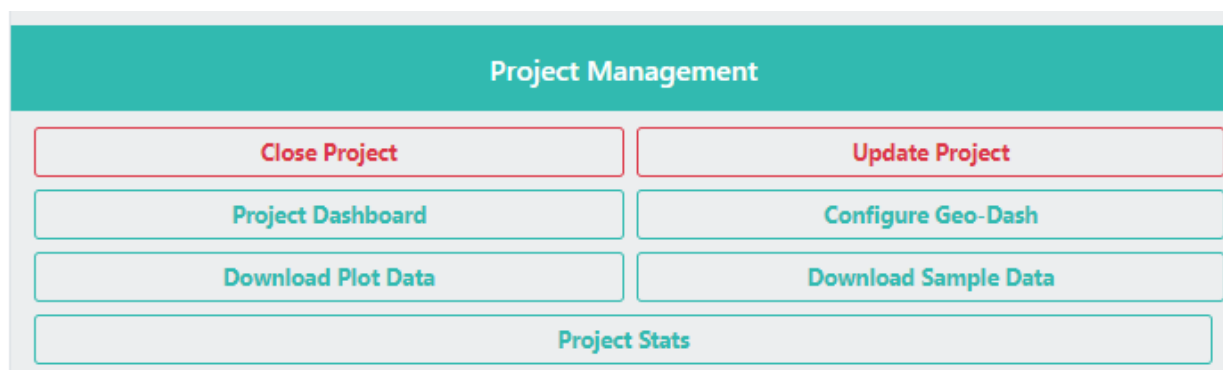 Project Management
Close Project
Update Project
Project Dashboard
Configure Geo-Dash
Download Plot Data
Download Sample Data
Project Stats